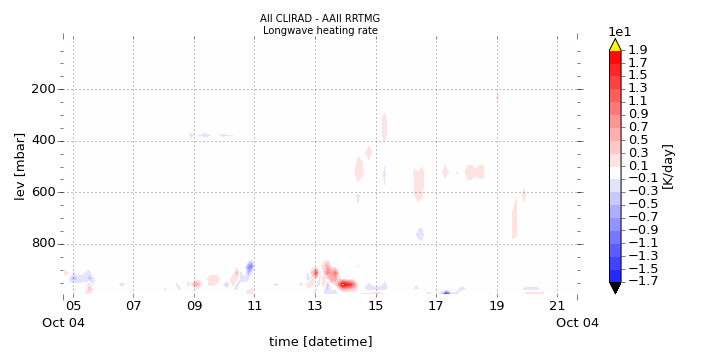 All CLIRAD - AAll RRTMG
Longwave heating rate
1e1
1.9
1.7
1.5
1.3
1.1
0.9
0.7
0.5
0.3
0.1
−0.1
−0.3
−0.5
−0.7
−0.9
−1.1
−1.3
−1.5
−1.7
[K/day]
lev [mbar]
200
400
600
800
05 07 09 11 13 15 17 19 21
Oct 04 Oct 04
time [datetime]